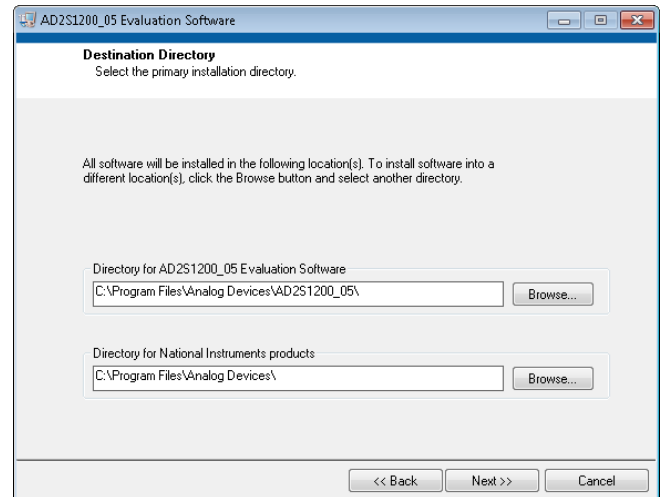 AD2S1200_05 Evaluation Software
Destination Directory
Select the primary installation directory.
All software will be installed in the following location(s). To install software into a
different location(s), click the Browse button and select another directory.
Directory for AD2S1200_05 Evaluation Software
C:\Program Files\Analog Devices\AD2S1200_05\
Browse...
Directory for National Instruments products
C:\Program Files\Analog Devices\
Browse...
<< Back
Next >>
Cancel